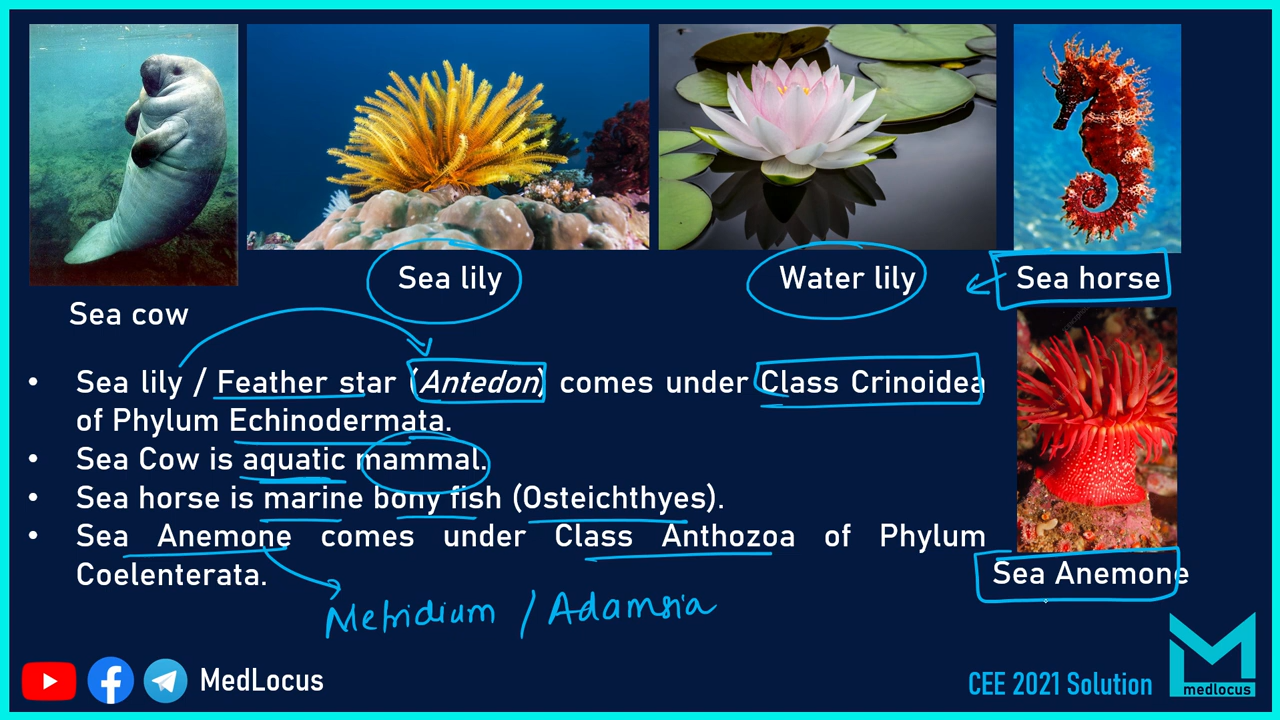 Sea lily
Water lily
Sea horse
Sea cow
• Sea lily / Feather star (Antedon) comes under Class Crinoidea
of Phylum Echinodermata.
• Sea Cow is aquatic mammal.
• Sea horse is marine bony fish (Osteichthyes).
• Sea Anemone comes under Class Anthozoa of Phylum
Coelenterata.
Sea Anemone
Metridium / Adamsia
MedLocus
CEE 2021 Solution
medlocus